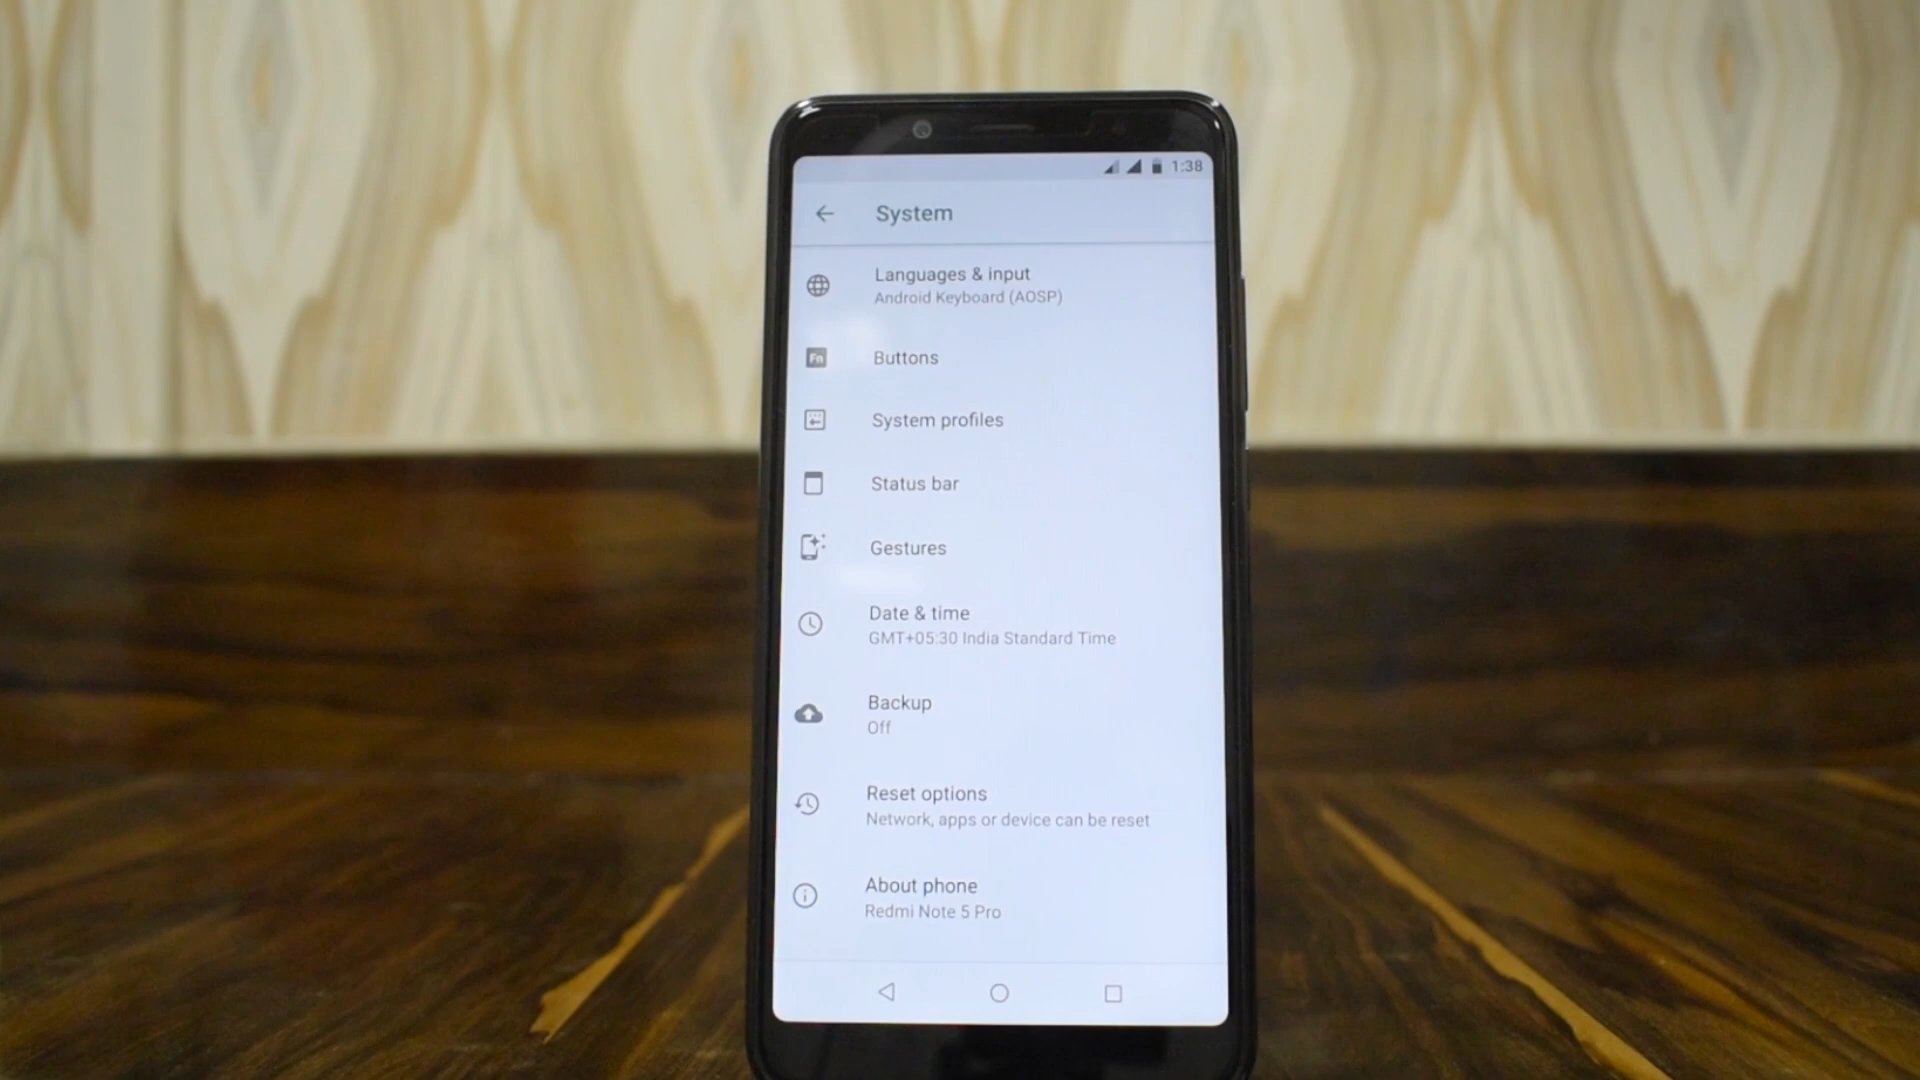 1:38
System
Languages & input
Android Keyboard (AOSP)
Fn
Buttons
System profiles
Status bar
Gestures
Date & time
GMT+05:30 India Standard Time
Backup
Off
Reset options
Network, apps or device can be reset
About phone
Redmi Note 5 Pro